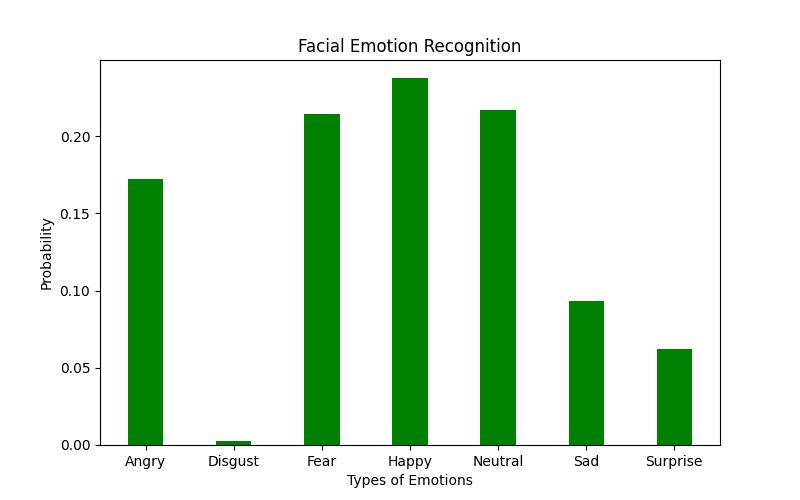 Facial Emotion Recognition
Probability
0.20
0.15
0.10
0.05
0.00
Angry Disgust Fear Happy Neutral Sad Surprise
Types of Emotions